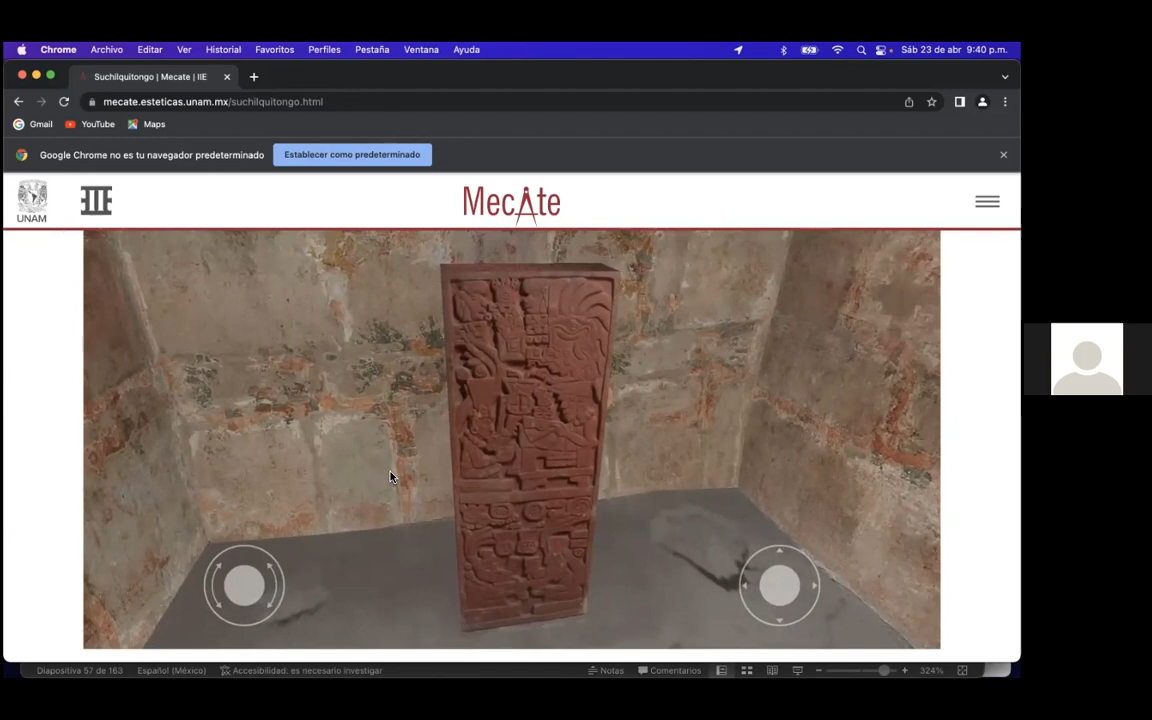 Chrome Archivo Editar Ver Historial Favoritos Perfiles Pestaña Ventana Ayuda Sáb 23 de abr 9:40 p.m.
Suchilquitongo | Mecate | IIE
mecate.esteticas.unam.mx/suchilquitongo.html
Gmail YouTube Maps
Google Chrome no es tu navegador predeterminado Establecer como predeterminado
UNAM IIE MecAte
Diapositiva 57 de 163 Español (México) Accesibilidad: es necesario investigar Notas Comentarios 324%